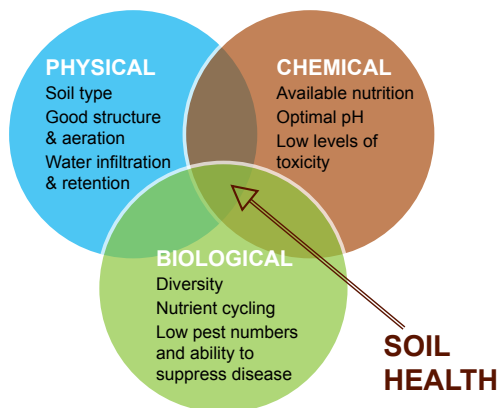 PHYSICAL
Soil type
Good structure
& aeration
Water infiltration
& retention
CHEMICAL
Available nutrition
Optimal pH
Low levels of
toxicity
BIOLOGICAL
Diversity
Nutrient cycling
Low pest numbers
and ability to
suppress disease
SOIL
HEALTH